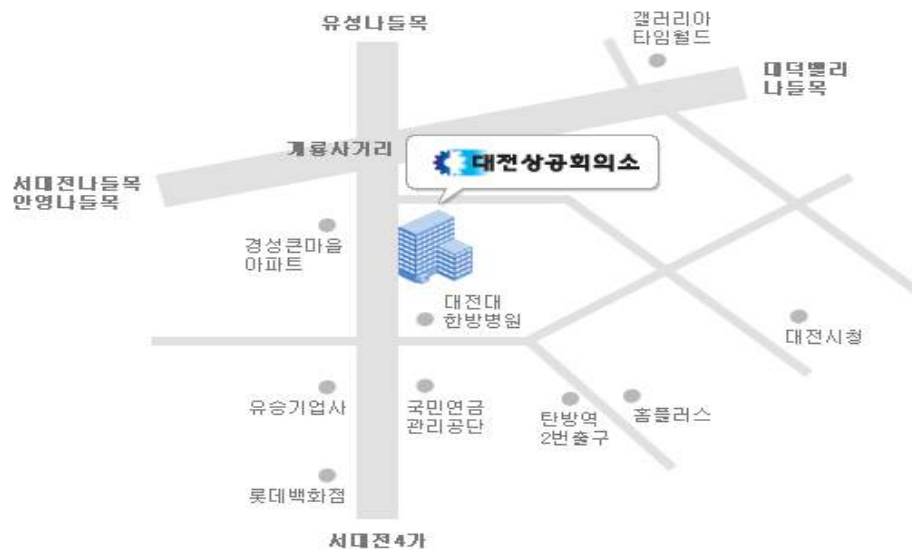 유성나들목
갤러리아
타임월드
대덕밸리
나들목
계룡사거리
대전상공회의소
서대전나들목
안영나들목
경성큰마을
아파트
대전대
한방병원
대전시청
유승기업사
국민연금
관리공단
탄방역
2번출구
홈플러스
롯데백화점
서대전4가